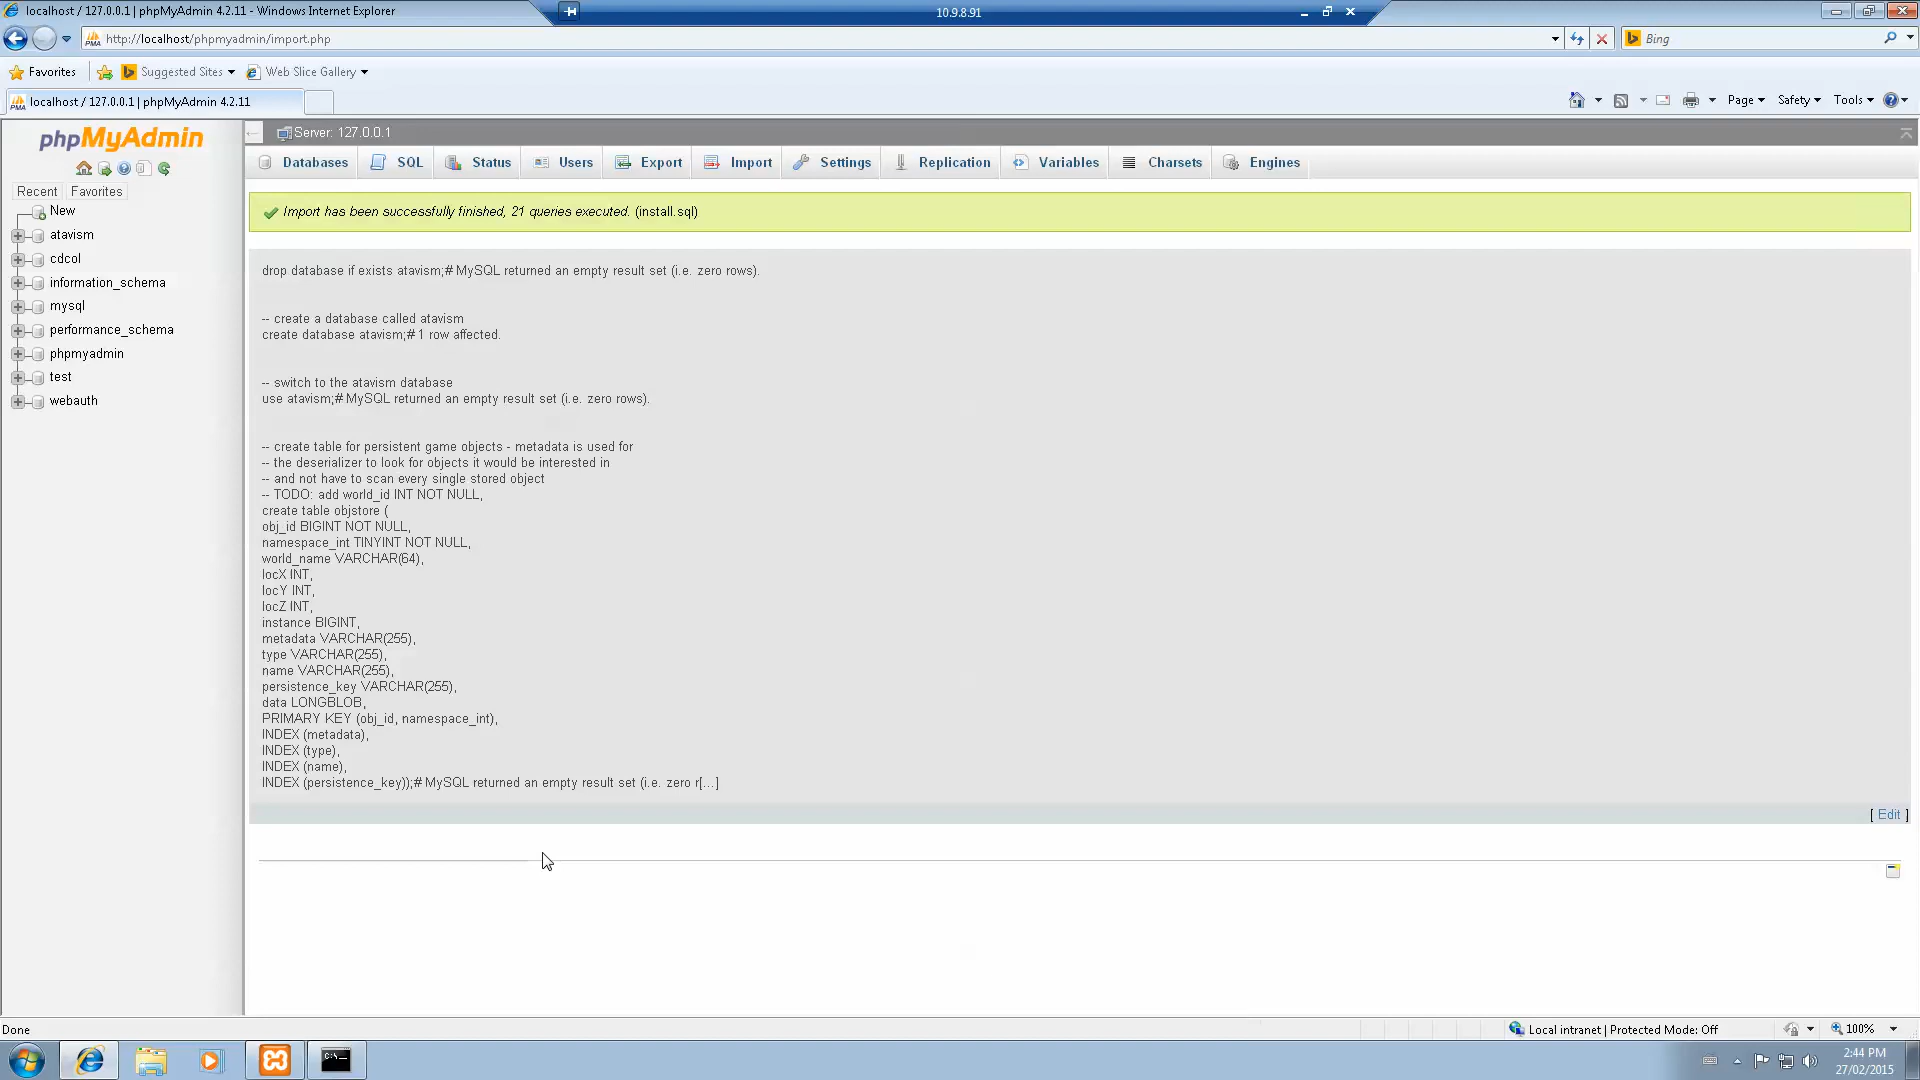 localhost / 127.0.0.1 | phpMyAdmin 4.2.11 - Windows Internet Explorer
10.9.8.91
http://localhost/phpmyadmin/import.php
Bing
Favorites
Suggested Sites
Web Slice Gallery
localhost / 127.0.0.1 | phpMyAdmin 4.2.11
Page
Safety
Tools
phpMyAdmin
Recent
Favorites
New
atavism
cdcol
information_schema
mysql
performance_schema
phpmyadmin
test
webauth
Server: 127.0.0.1
Databases
SQL
Status
Users
Export
Import
Settings
Replication
Variables
Charsets
Engines
Import has been successfully finished, 21 queries executed. (install.sql)
drop database if exists atavism;# MySQL returned an empty result set (i.e. zero rows).
-- create a database called atavism
create database atavism;# 1 row affected.
-- switch to the atavism database
use atavism;# MySQL returned an empty result set (i.e. zero rows).
-- create table for persistent game objects - metadata is used for
-- the deserializer to look for objects it would be interested in
-- and not have to scan every single stored object
-- TODO: add world_id INT NOT NULL,
create table objstore (
obj_id BIGINT NOT NULL,
namespace_int TINYINT NOT NULL,
world_name VARCHAR(64),
locX INT,
locY INT,
locZ INT,
instance BIGINT,
metadata VARCHAR(255),
type VARCHAR(255),
name VARCHAR(255),
persistence_key VARCHAR(255),
data LONGBLOB,
PRIMARY KEY (obj_id, namespace_int),
INDEX (metadata),
INDEX (type),
INDEX (name),
INDEX (persistence_key));# MySQL returned an empty result set (i.e. zero r[...]
[ Edit ]
Done
Local intranet | Protected Mode: Off
100%
2:44 PM
27/02/2015